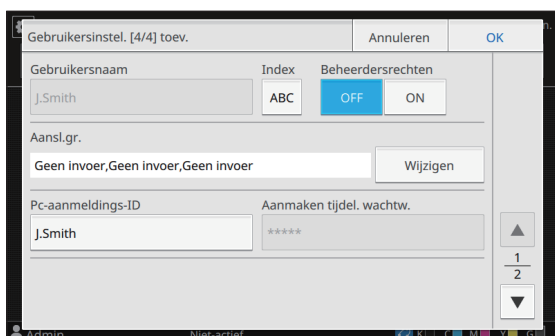 Gebruikersinstel. [4/4] toev. Annuleren OK
Gebruikersnaam Index Beheerdersrechten
J.Smith ABC OFF ON
Aansl.gr.
Geen invoer,Geen invoer,Geen invoer Wijzigen
Pc-aanmeldings-ID Aanmaken tijdel. wachtw.
J.Smith *****
1
2
Admin Niet-actief K C M Y